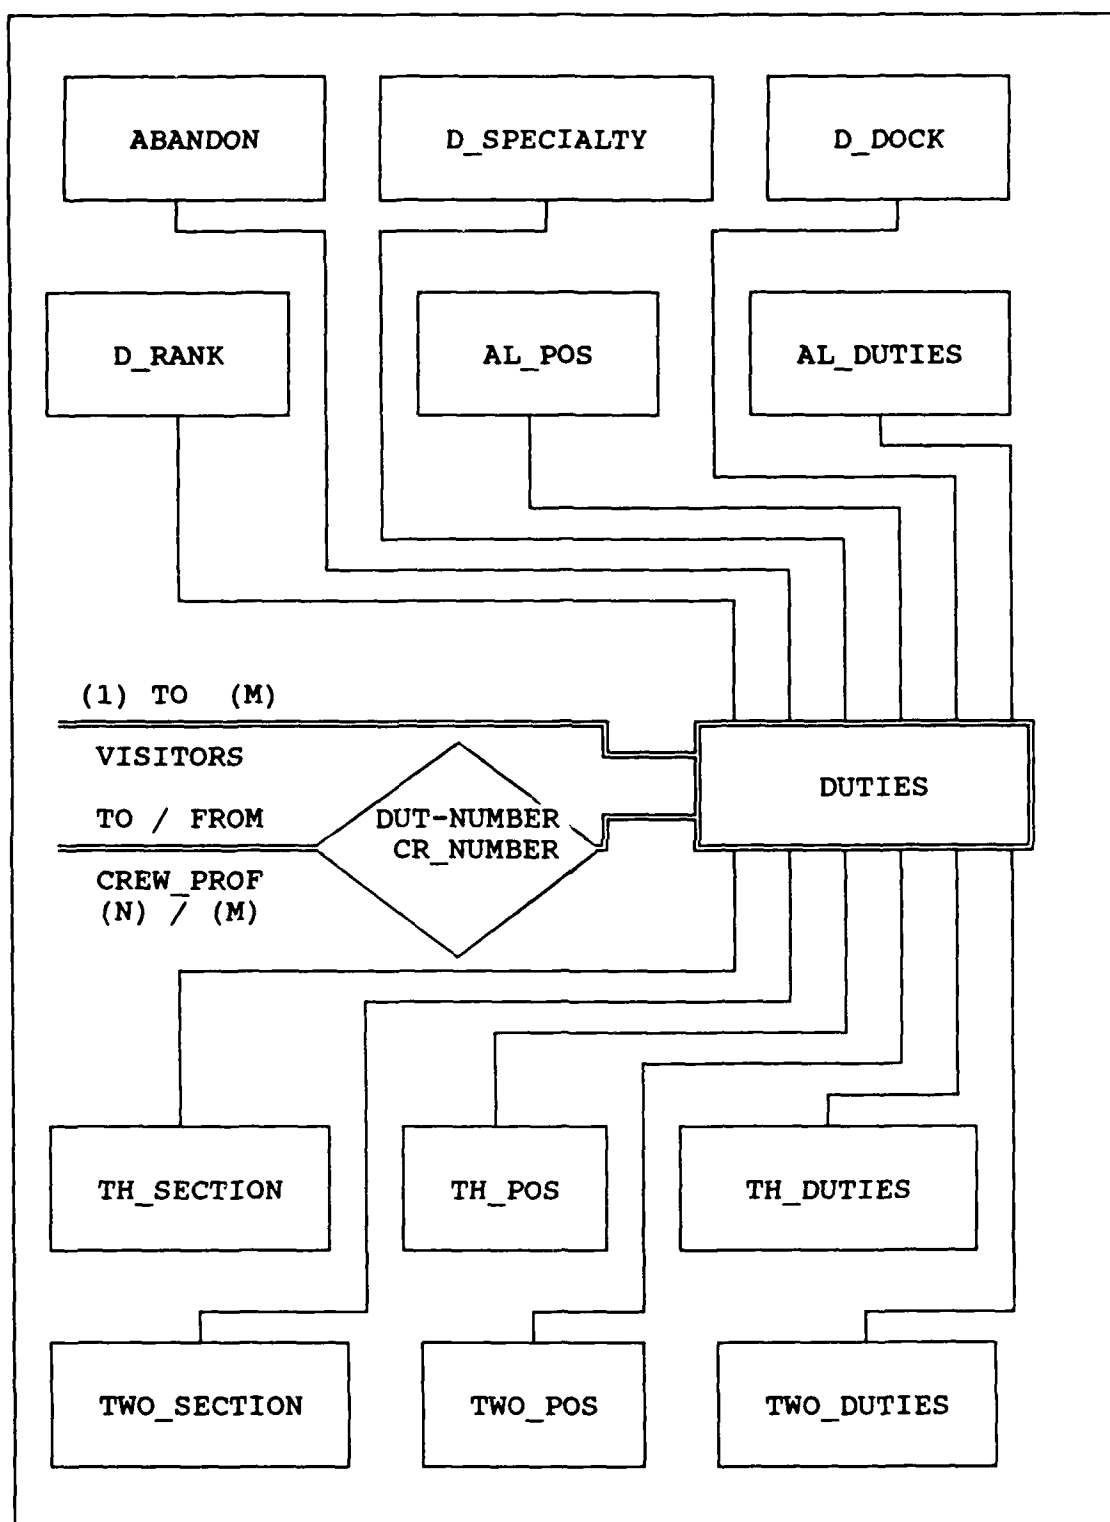 ABANDON
D_SPECIALTY
D_DOCK
D_RANK
AL_POS
AL_DUTIES
(1) TO (M)
VISITORS
DUTIES
TO / FROM
DUT-NUMBER
CR_NUMBER
CREW_PROF
(N) / (M)
TH_SECTION
TH_POS
TH_DUTIES
TWO_SECTION
TWO_POS
TWO_DUTIES